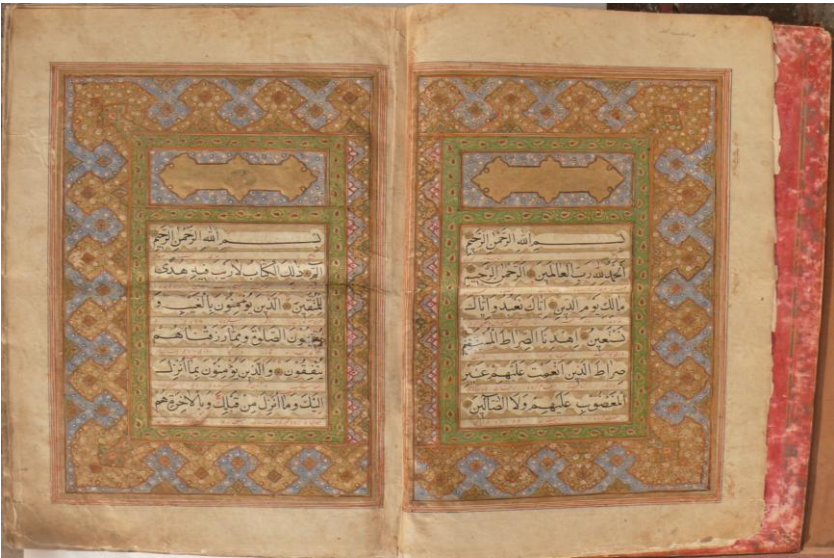 بسم الله الرحمن الرحيم
الحمد لله رب العالمين الرحمن الرحيم
مالك يوم الدين اياك نعبد واياك
نستعين اهدنا الصراط المستقيم
صراط الذين انعمت عليهم غير
المغضوب عليهم ولا الضالين
بسم الله الرحمن الرحيم
الم ذلك الكتاب لا ريب فيه هدى
للمتقين الذين يؤمنون بالغيب و
يقيمون الصلوة ومما رزقناهم
ينفقون والذين يؤمنون بما انزل
اليك وما انزل من قبلك وبالاخرة هم